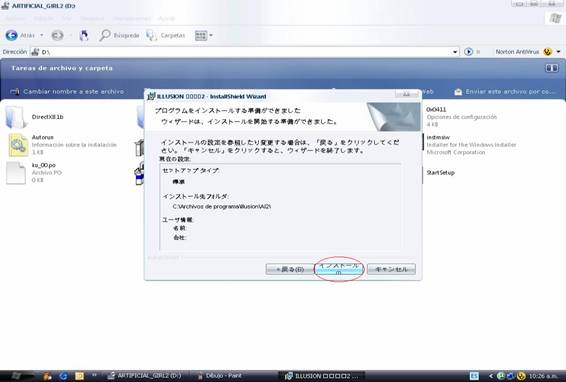 ARTIFICIAL_GIRL2 (D:)
Atrás
Búsqueda
Carpetas
Dirección
D:\
Ir
Norton AntiVirus
Tareas de archivo y carpeta
Cambiar nombre a este archivo
Web
Enviar este archivo por co...
DirectX8.1b
Autorun
Información sobre la instalación
1 KB
ku_00.po
Archivo PO
0 KB
0x0411
Opciones de configuración
4 KB
instmsiw
Installer for the Windows Installer
Microsoft Corporation
StartSetup
ILLUSION □□□□2 - InstallShield Wizard
プログラムをインストールする準備ができました
ウィザードは、インストールを開始する準備ができました。
インストールの設定を参照したり変更する場合は、「戻る」をクリックしてくだ
さい。「キャンセル」をクリックすると、ウィザードを終了します。
現在の設定:
セットアップ タイプ:
標準
インストール先フォルダ:
C:\Archivos de programa\illusion\AI2\
ユーザ情報:
名前:
会社:
InstallShield
< 戻る(B)
インストール
(I)
キャンセル
ARTIFICIAL_GIRL2 (D:)
Dibujo - Paint
ILLUSION □□□□2 ...
ES
10:26 a.m.